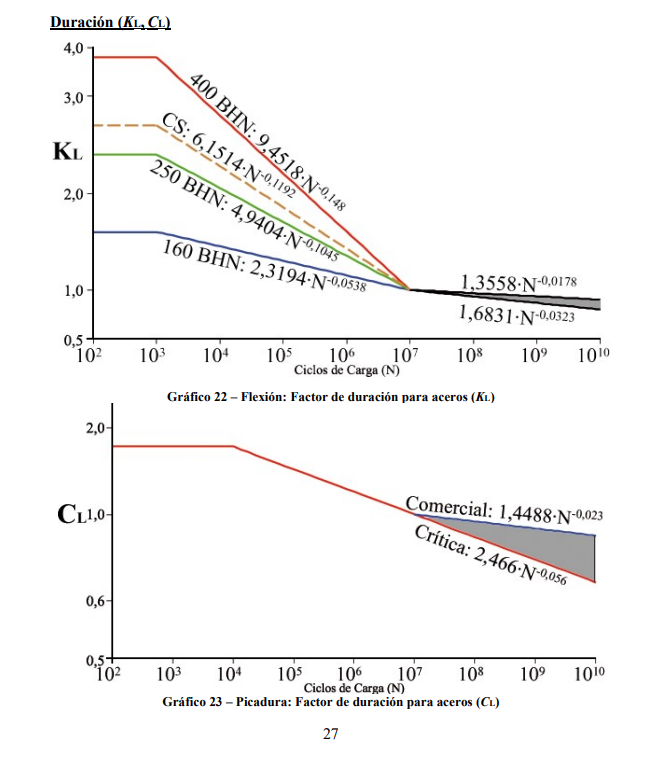 Duración (KL, CL)
4,0
3,0
KL
2,0
1,0
0,5
400 BHN: 9,4518·N-0,148
CS: 6,1514·N-0,1192
250 BHN: 4,9404·N-0,1045
160 BHN: 2,3194·N-0,0538
1,3558·N-0,0178
1,6831·N-0,0323
10² 10³ 10⁴ 10⁵ 10⁶ 10⁷ 10⁸ 10⁹ 10¹⁰
Ciclos de Carga (N)
Gráfico 22 – Flexión: Factor de duración para aceros (KL)
2,0
CL
1,0
0,6
0,5
Comercial: 1,4488·N-0,023
Crítica: 2,466·N-0,056
10² 10³ 10⁴ 10⁵ 10⁶ 10⁷ 10⁸ 10⁹ 10¹⁰
Ciclos de Carga (N)
Gráfico 23 – Picadura: Factor de duración para aceros (CL)
27